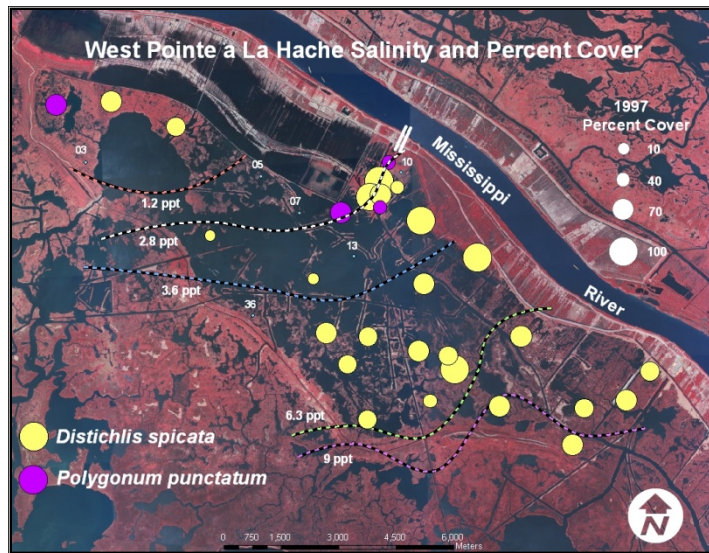 West Pointe a La Hache Salinity and Percent Cover
1997
Percent Cover
10
40
70
100
Mississippi
River
03
05
10
07
13
36
1.2 ppt
2.8 ppt
3.6 ppt
6.3 ppt
9 ppt
Distichlis spicata
Polygonum punctatum
0 750 1,500 3,000 4,500 6,000
Meters
N